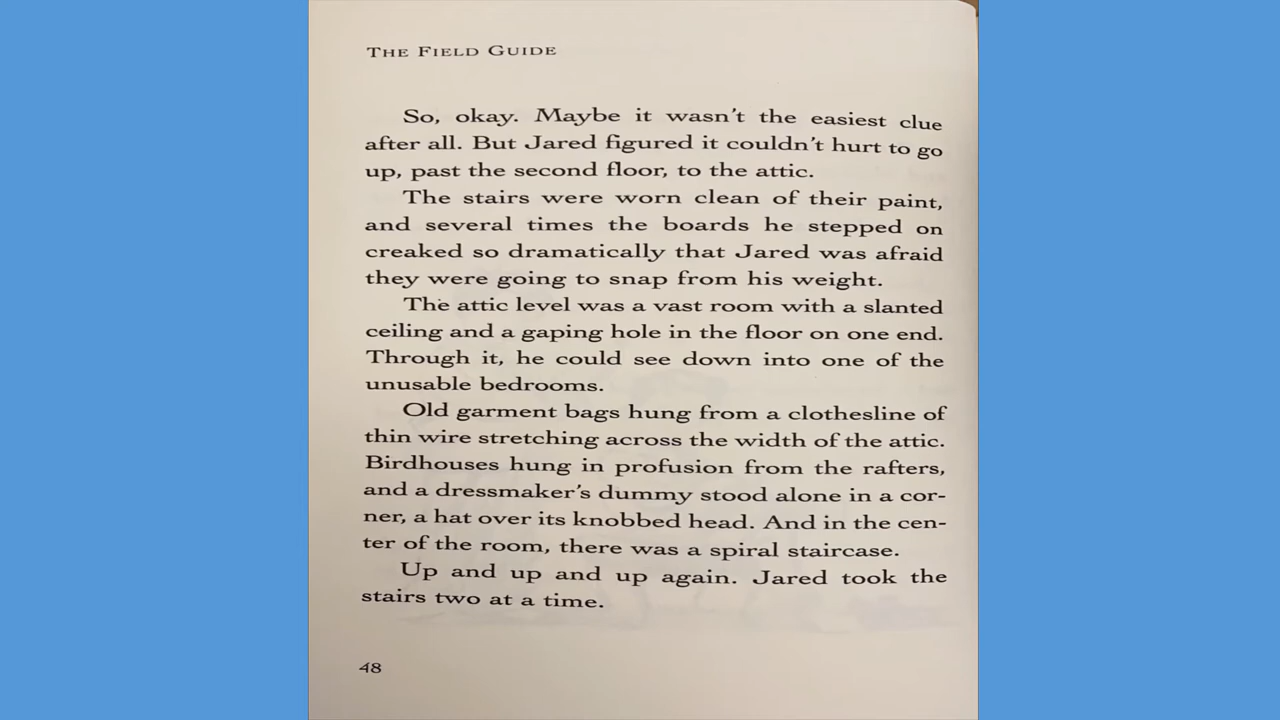 THE FIELD GUIDE
So, okay. Maybe it wasn't the easiest clue
after all. But Jared figured it couldn't hurt to go
up, past the second floor, to the attic.
The stairs were worn clean of their paint,
and several times the boards he stepped on
creaked so dramatically that Jared was afraid
they were going to snap from his weight.
The attic level was a vast room with a slanted
ceiling and a gaping hole in the floor on one end.
Through it, he could see down into one of the
unusable bedrooms.
Old garment bags hung from a clothesline of
thin wire stretching across the width of the attic.
Birdhouses hung in profusion from the rafters,
and a dressmaker's dummy stood alone in a cor-
ner, a hat over its knobbed head. And in the cen-
ter of the room, there was a spiral staircase.
Up and up and up again. Jared took the
stairs two at a time.
48